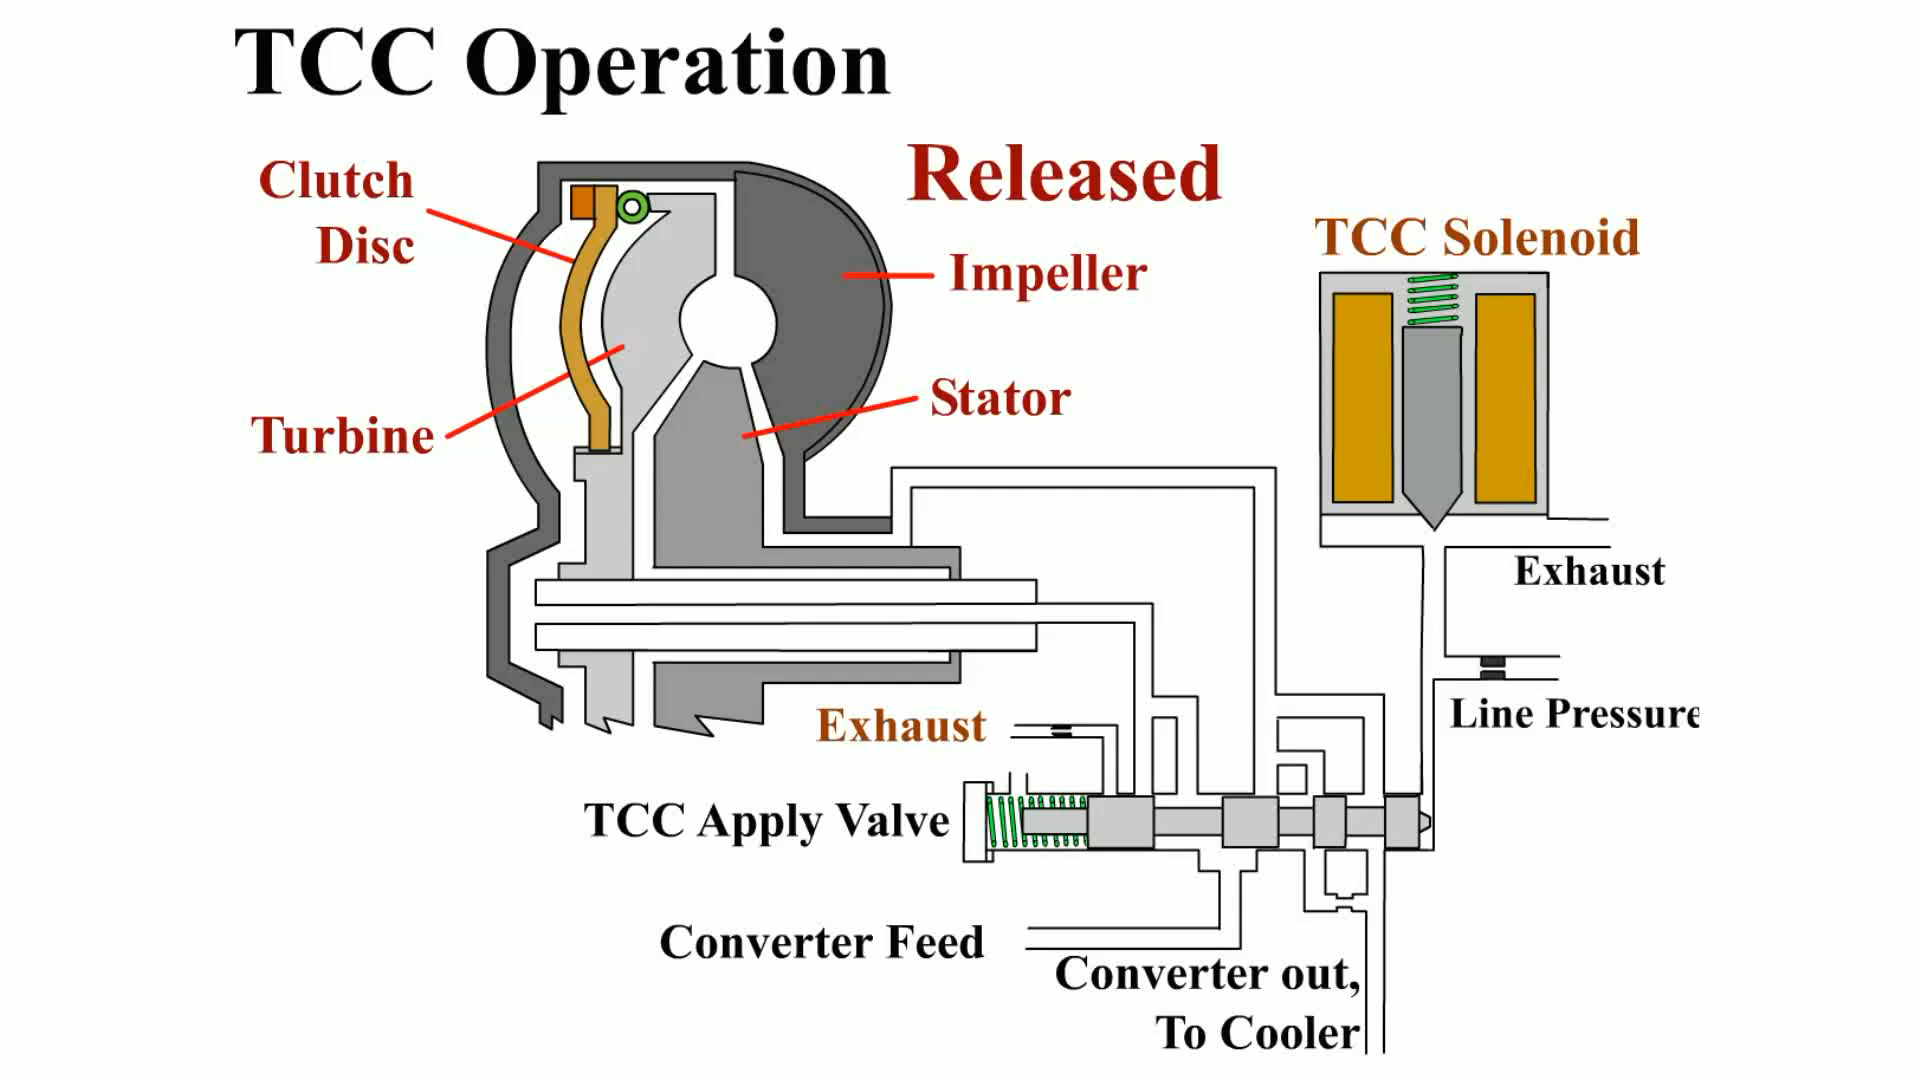 TCC Operation
Released
Clutch
Disc
Impeller
TCC Solenoid
Stator
Turbine
Exhaust
Line Pressure
Exhaust
TCC Apply Valve
Converter Feed
Converter out,
To Cooler